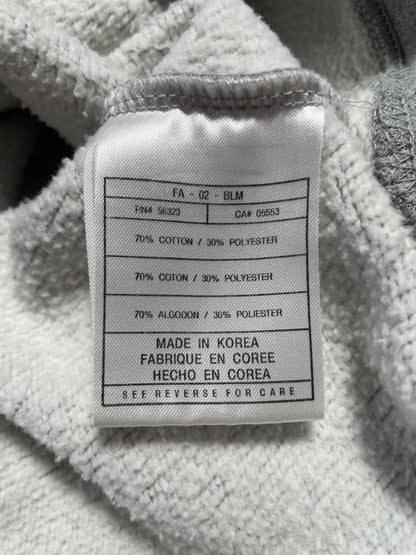 FA - 02 - BLM
RN# 56323 CA# 05553
70% COTTON / 30% POLYESTER
70% COTON / 30% POLYESTER
70% ALGODON / 30% POLIESTER
MADE IN KOREA
FABRIQUE EN COREE
HECHO EN COREA
SEE REVERSE FOR CARE